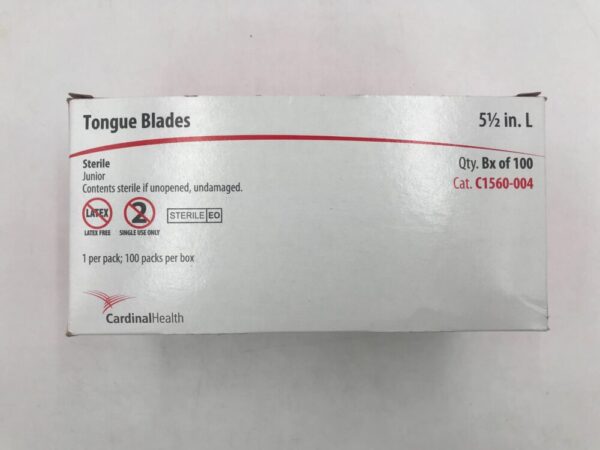 Tongue Blades
5½ in. L
Sterile
Junior
Contents sterile if unopened, undamaged.
Qty. Bx of 100
Cat. C1560-004
LATEX
LATEX FREE
2
SINGLE USE ONLY
STERILE EO
1 per pack; 100 packs per box
CardinalHealth